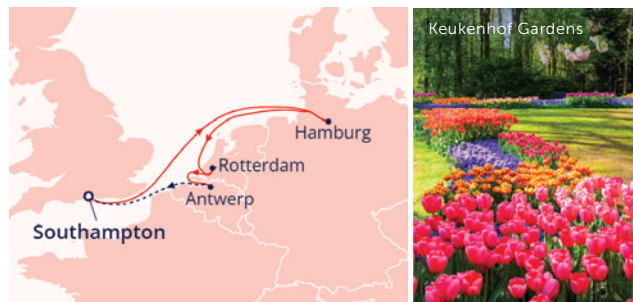 Keukenhof Gardens
Hamburg
Rotterdam
Antwerp
Southampton